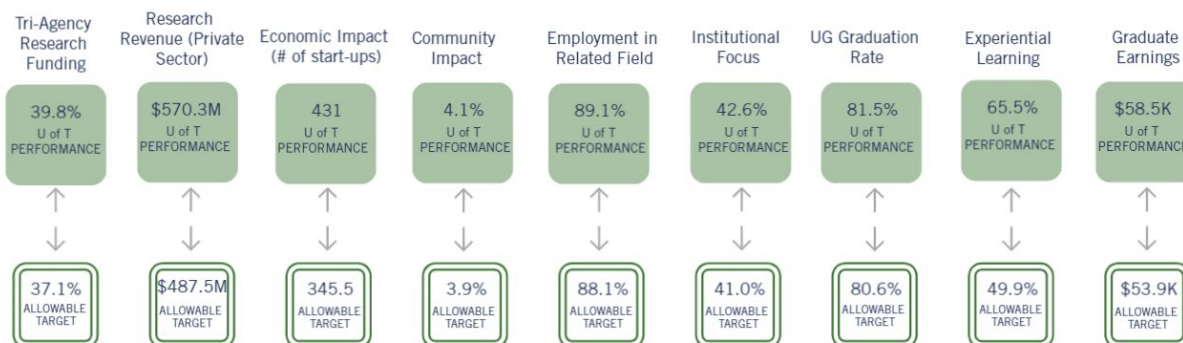 Tri-Agency
Research
Funding
39.8%
U of T
PERFORMANCE
37.1%
ALLOWABLE
TARGET
Research
Revenue (Private
Sector)
$570.3M
U of T
PERFORMANCE
$487.5M
ALLOWABLE
TARGET
Economic Impact
(# of start-ups)
431
U of T
PERFORMANCE
345.5
ALLOWABLE
TARGET
Community
Impact
4.1%
U of T
PERFORMANCE
3.9%
ALLOWABLE
TARGET
Employment in
Related Field
89.1%
U of T
PERFORMANCE
88.1%
ALLOWABLE
TARGET
Institutional
Focus
42.6%
U of T
PERFORMANCE
41.0%
ALLOWABLE
TARGET
UG Graduation
Rate
81.5%
U of T
PERFORMANCE
80.6%
ALLOWABLE
TARGET
Experiential
Learning
65.5%
U of T
PERFORMANCE
49.9%
ALLOWABLE
TARGET
Graduate
Earnings
$58.5K
U of T
PERFORMANCE
$53.9K
ALLOWABLE
TARGET